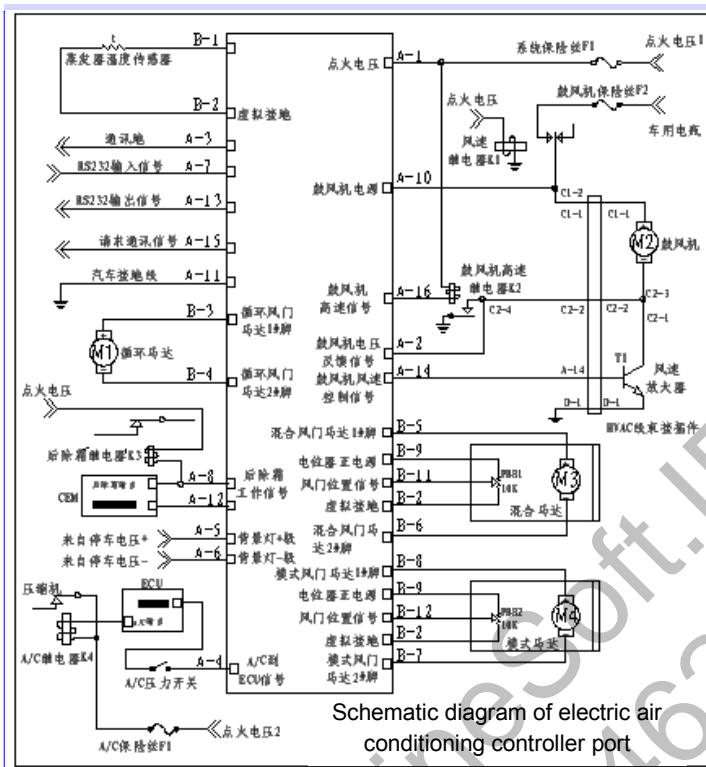 B-1
t
蒸发器温度传感器
B-2
虚拟接地
通讯地
A-3
RS232输入信号
A-7
RS232输出信号
A-13
请求通讯信号
A-15
汽车接地线
A-11
B-3
循环风门
马达1#脚
M1
循环马达
B-4
循环风门
马达2#脚
点火电压
后除霜继电器K3
CEM
A-8
后除霜
工作信号
A-12
来自停车电压+
A-5
背景灯+极
来自停车电压-
A-6
背景灯-极
压缩机
ECU
A/C继电器K4
A-4
A/C到
ECU信号
A/C压力开关
A/C保险丝F1
点火电压2
点火电压
A-1
系统保险丝F1
点火电压1
点火电压
鼓风机保险丝F2
车用电瓶
风速
继电器K1
鼓风机电源
A-10
C1-2
C1-1
C1-1
M2
鼓风机
鼓风机
高速信号
A-16
鼓风机高速
继电器K2
C2-4
C2-2
C2-2
C2-3
C2-1
鼓风机电压
反馈信号
A-2
鼓风机风速
控制信号
A-14
A-14
T1
风速
放大器
D-1
D-1
HVAC线束接插件
混合风门马达1#脚
B-5
电位器正电源
B-9
风门位置信号
B-11
PBR1
10K
M3
虚拟接地
B-2
混合马达
混合风门马
达2#脚
B-6
模式风门马达1#脚
B-8
电位器正电源
B-9
风门位置信号
B-12
PBR2
10K
M4
虚拟接地
B-2
模式马达
模式风门
马达2#脚
B-7
Schematic diagram of electric air
conditioning controller port